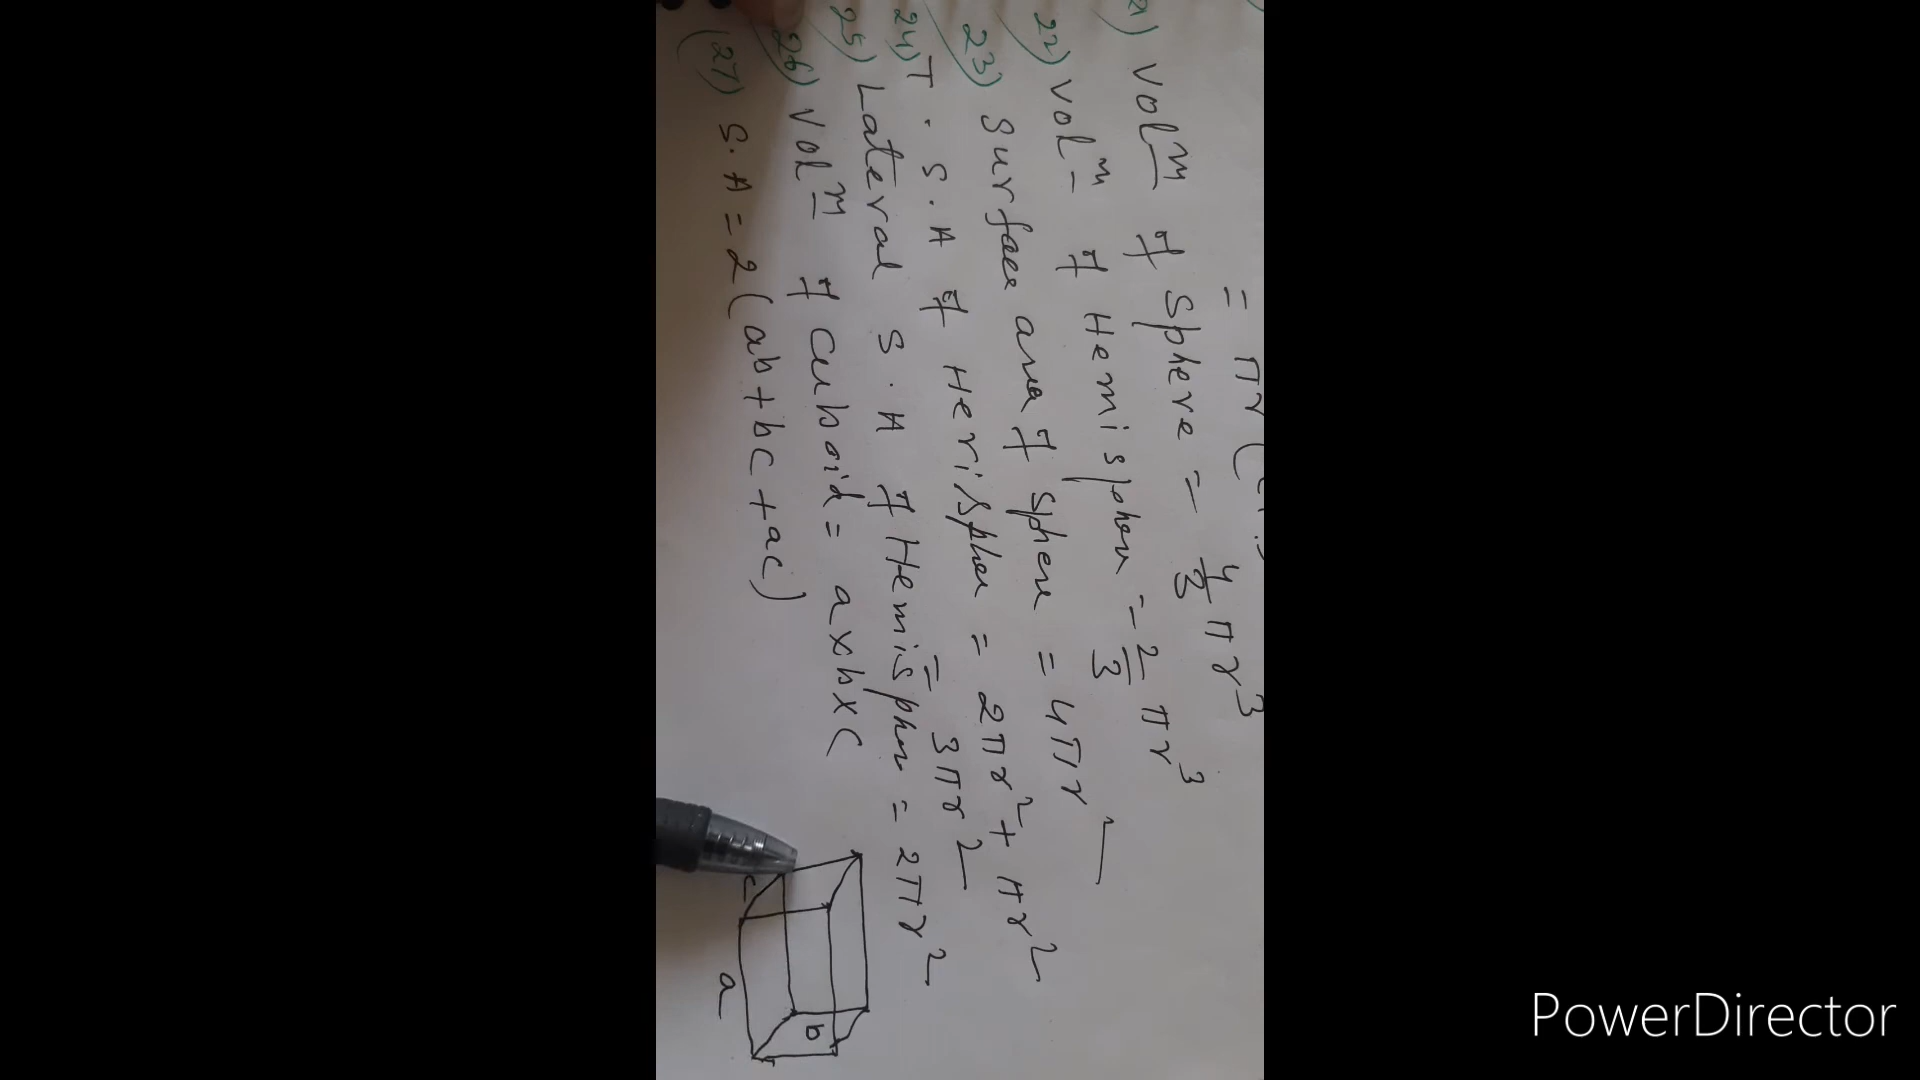 = πr(
21) Volm of Sphere = 4/3 πr³
22) Volm of Hemisphere = 2/3 πr³
23) Surface area of sphere = 4πr²
24) T.S.A of Herisphere = 2πr² + πr²
= 3πr²
25) Lateral S.A of Hemisphere = 2πr²
26) Volm of cuboid = a×b×c
(27) S.A = 2(ab+bc+ac)
c
a
b
PowerDirector